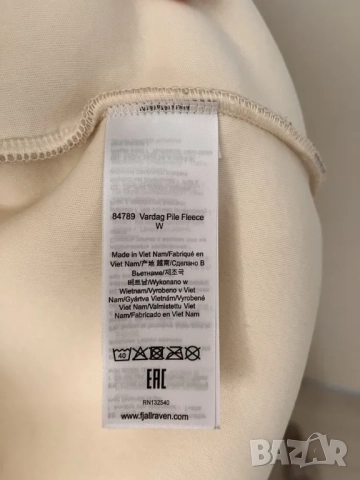 84789 Vardag Pile Fleece
W
Made in Viet Nam/Fabriqué en
Viet Nam/产地 越南/Сделано В
Вьетнаме/제조국
베트남/Wykonano w
Wietnam/Vyrobeno v Viet
Nam/Gyártva Vietnám/Vyrobené
Viet Nam/Valmistettu Viet
Nam/Fabricado en Viet Nam
40
EAC
RN132540
www.fjallraven.com
BAZAR
bg